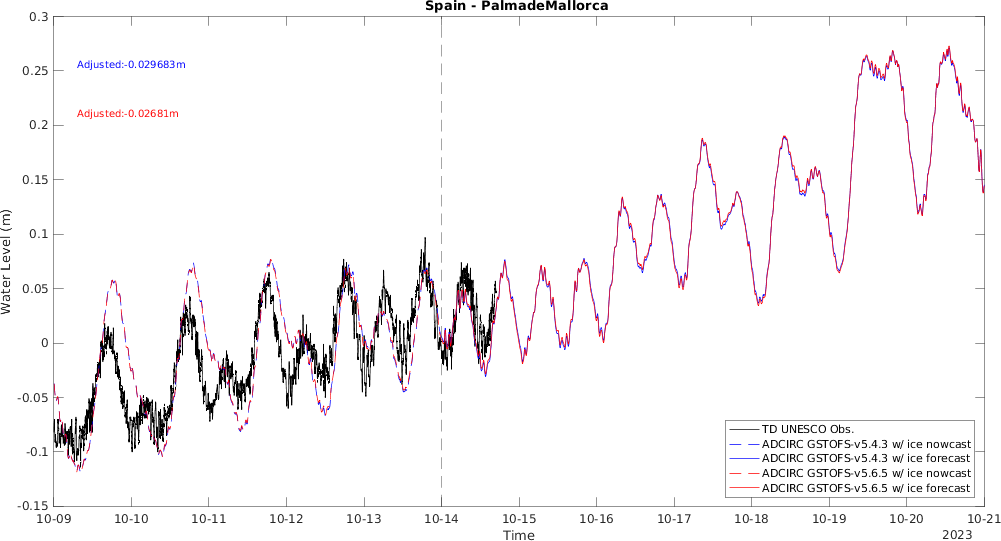 Spain - PalmadeMallorca
0.3
0.25
0.2
0.15
0.1
0.05
0
-0.05
-0.1
-0.15
Water Level (m)
Adjusted:-0.029683m
Adjusted:-0.02681m
TD UNESCO Obs.
ADCIRC GSTOFS-v5.4.3 w/ ice nowcast
ADCIRC GSTOFS-v5.4.3 w/ ice forecast
ADCIRC GSTOFS-v5.6.5 w/ ice nowcast
ADCIRC GSTOFS-v5.6.5 w/ ice forecast
10-09 10-10 10-11 10-12 10-13 10-14 10-15 10-16 10-17 10-18 10-19 10-20 10-21
Time
2023